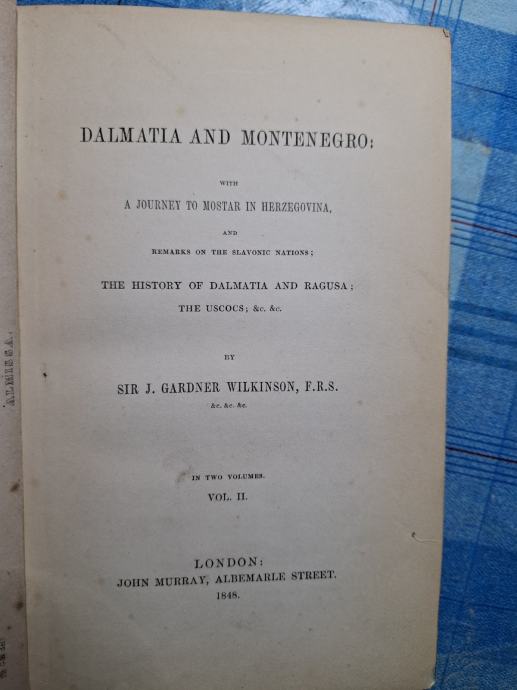 DALMATIA AND MONTENEGRO:
WITH
A JOURNEY TO MOSTAR IN HERZEGOVINA,
AND
REMARKS ON THE SLAVONIC NATIONS;
THE HISTORY OF DALMATIA AND RAGUSA;
THE USCOCS; &c. &c.
BY
SIR J. GARDNER WILKINSON, F.R.S.
&c. &c. &c.
IN TWO VOLUMES.
VOL. II.
LONDON:
JOHN MURRAY, ALBEMARLE STREET.
1848.
ALMISSA.